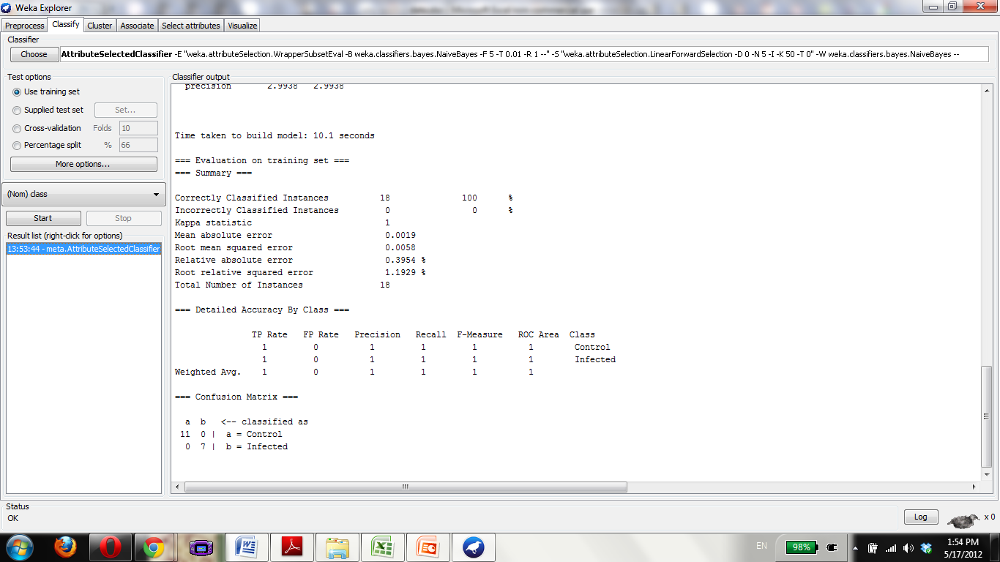 Weka Explorer
Preprocess Classify Cluster Associate Select attributes Visualize
Classifier
Choose AttributeSelectedClassifier -E "weka.attributeSelection.WrapperSubsetEval -B weka.classifiers.bayes.NaiveBayes -F 5 -T 0.01 -R 1 --" -S "weka.attributeSelection.LinearForwardSelection -D 0 -N 5 -I -K 50 -T 0" -W weka.classifiers.bayes.NaiveBayes --
Test options
Use training set
Supplied test set Set...
Cross-validation Folds 10
Percentage split % 66
More options...
(Nom) class
Start Stop
Result list (right-click for options)
13:53:44 - meta.AttributeSelectedClassifier
Classifier output
precision 2.9938 2.9938
Time taken to build model: 10.1 seconds
=== Evaluation on training set ===
=== Summary ===
Correctly Classified Instances 18 100 %
Incorrectly Classified Instances 0 0 %
Kappa statistic 1
Mean absolute error 0.0019
Root mean squared error 0.0058
Relative absolute error 0.3954 %
Root relative squared error 1.1929 %
Total Number of Instances 18
=== Detailed Accuracy By Class ===
TP Rate FP Rate Precision Recall F-Measure ROC Area Class
1 0 1 1 1 1 Control
1 0 1 1 1 1 Infected
Weighted Avg. 1 0 1 1 1 1
=== Confusion Matrix ===
a b <-- classified as
11 0 | a = Control
0 7 | b = Infected
Status
OK
Log x 0
EN 98% 1:54 PM
5/17/2012